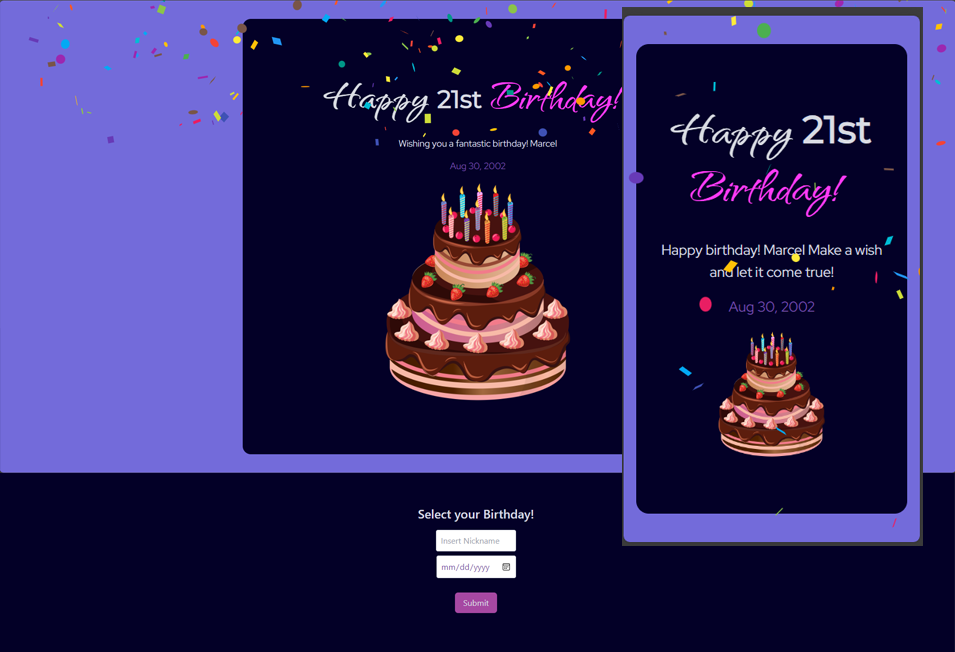 Happy 21st Birthday!
Wishing you a fantastic birthday! Marcel
Aug 30, 2002
Select your Birthday!
Insert Nickname
mm/dd/yyyy
Submit
Happy 21st
Birthday!
Happy birthday! Marcel Make a wish
and let it come true!
Aug 30, 2002